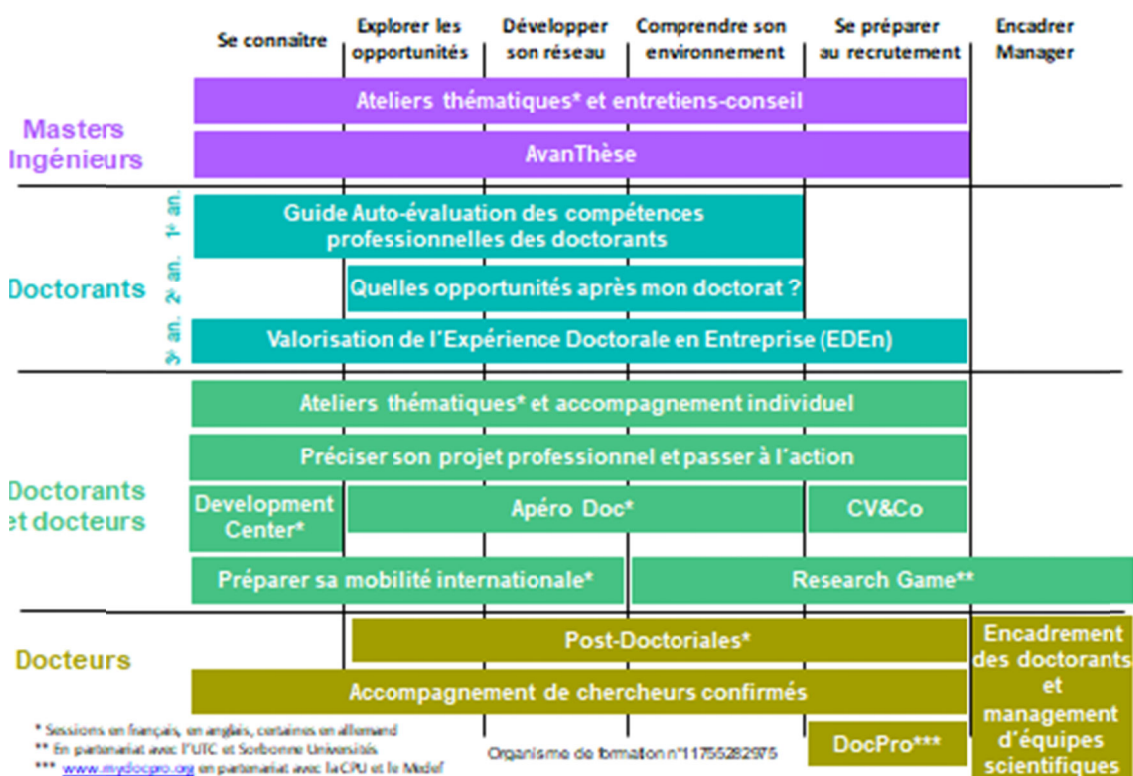 Se connaître
Explorer les
opportunités
Développer
son réseau
Comprendre son
environnement
Se préparer
au recrutement
Encadrer
Manager
Masters
Ingénieurs
Ateliers thématiques* et entretiens-conseil
AvanThèse
Doctorants
1e an.
Guide Auto-évaluation des compétences
professionnelles des doctorants
2e an.
Quelles opportunités après mon doctorat ?
3e an.
Valorisation de l'Expérience Doctorale en Entreprise (EDEn)
Doctorants
et docteurs
Ateliers thématiques* et accompagnement individuel
Préciser son projet professionnel et passer à l'action
Development
Center*
Apéro Doc*
CV&Co
Préparer sa mobilité internationale*
Research Game**
Docteurs
Post-Doctoriales*
Accompagnement de chercheurs confirmés
DocPro***
Encadrement
des doctorants
et
management
d'équipes
scientifiques
* Sessions en français, en anglais, certaines en allemand
** En partenariat avec l'UTC et Sorbonne Universités
*** www.mydocpro.org en partenariat avec la CPU et le Medef
Organisme de formation n°11755282975